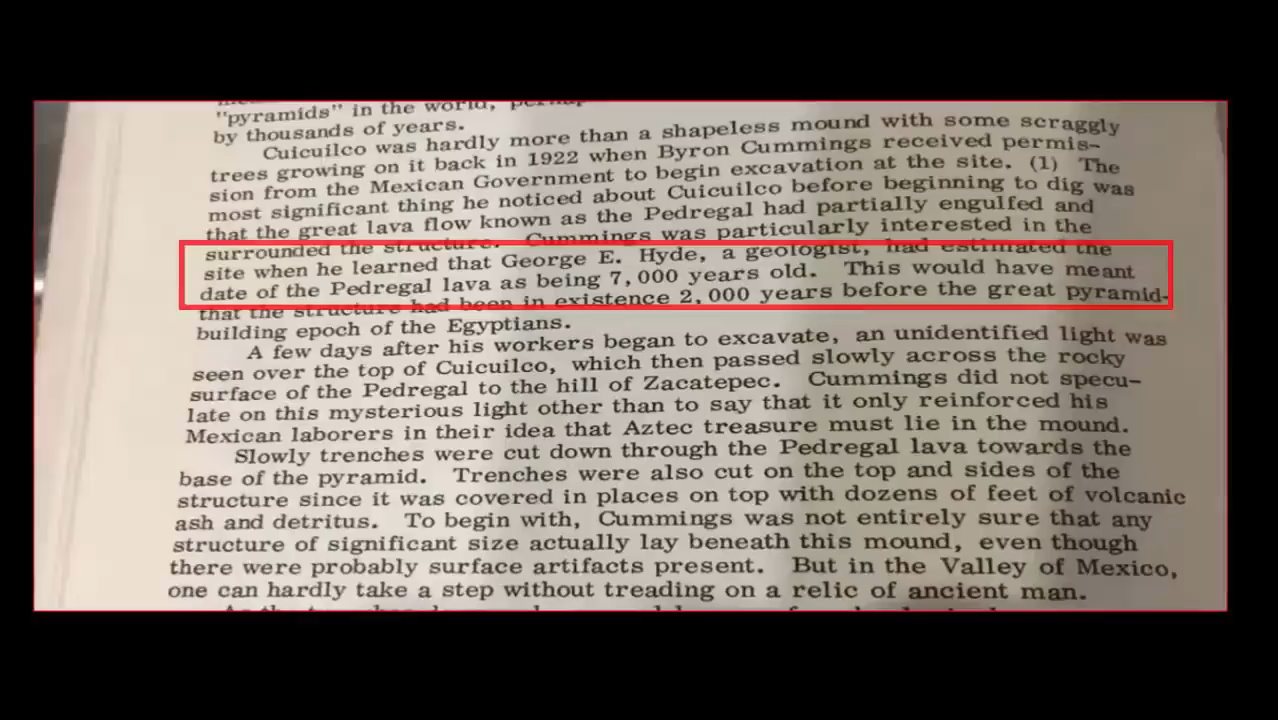 "pyramids" in the world,
by thousands of years.
Cuicuilco was hardly more than a shapeless mound with some scraggly
trees growing on it back in 1922 when Byron Cummings received permis-
sion from the Mexican Government to begin excavation at the site. (1) The
most significant thing he noticed about Cuicuilco before beginning to dig was
that the great lava flow known as the Pedregal had partially engulfed and
surrounded the structure. Cummings was particularly interested in the
site when he learned that George E. Hyde, a geologist, had estimated the
date of the Pedregal lava as being 7,000 years old. This would have meant
that the structure had been in existence 2,000 years before the great pyramid-
building epoch of the Egyptians.
A few days after his workers began to excavate, an unidentified light was
seen over the top of Cuicuilco, which then passed slowly across the rocky
surface of the Pedregal to the hill of Zacatepec. Cummings did not specu-
late on this mysterious light other than to say that it only reinforced his
Mexican laborers in their idea that Aztec treasure must lie in the mound.
Slowly trenches were cut down through the Pedregal lava towards the
base of the pyramid. Trenches were also cut on the top and sides of the
structure since it was covered in places on top with dozens of feet of volcanic
ash and detritus. To begin with, Cummings was not entirely sure that any
structure of significant size actually lay beneath this mound, even though
there were probably surface artifacts present. But in the Valley of Mexico,
one can hardly take a step without treading on a relic of ancient man.